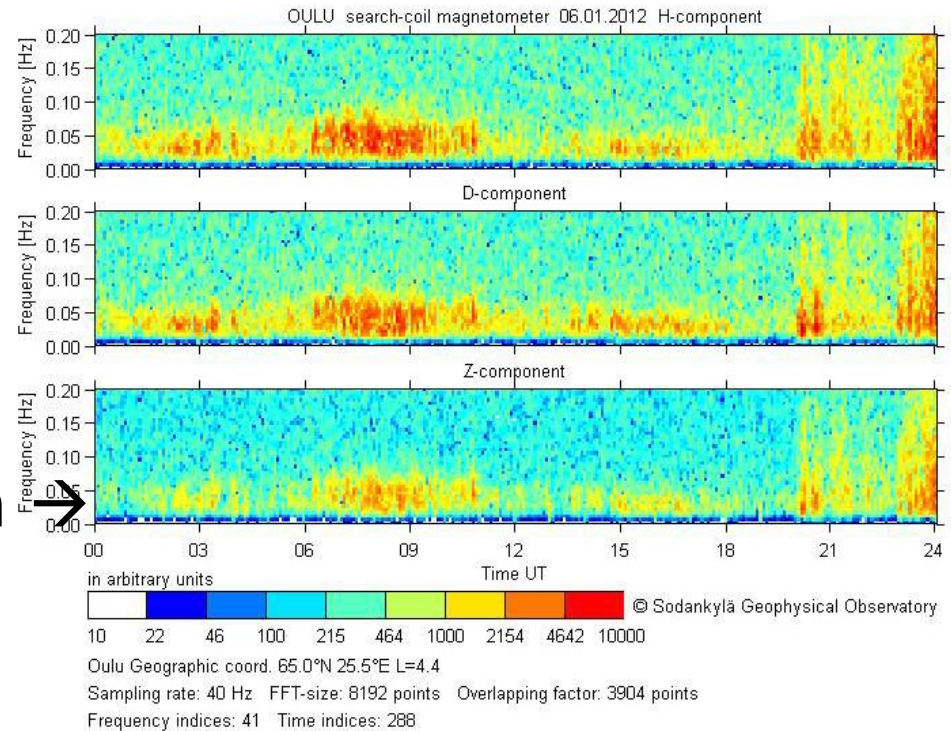 OULU search-coil magnetometer 06.01.2012 H-component
Frequency [Hz]
0.20
0.15
0.10
0.05
0.00
D-component
Frequency [Hz]
0.20
0.15
0.10
0.05
0.00
Z-component
Frequency [Hz]
0.20
0.15
0.10
0.05
0.00
00 03 06 09 12 15 18 21 24
Time UT
in arbitrary units
10 22 46 100 215 464 1000 2154 4642 10000
© Sodankylä Geophysical Observatory
Oulu Geographic coord. 65.0°N 25.5°E L=4.4
Sampling rate: 40 Hz FFT-size: 8192 points Overlapping factor: 3904 points
Frequency indices: 41 Time indices: 288